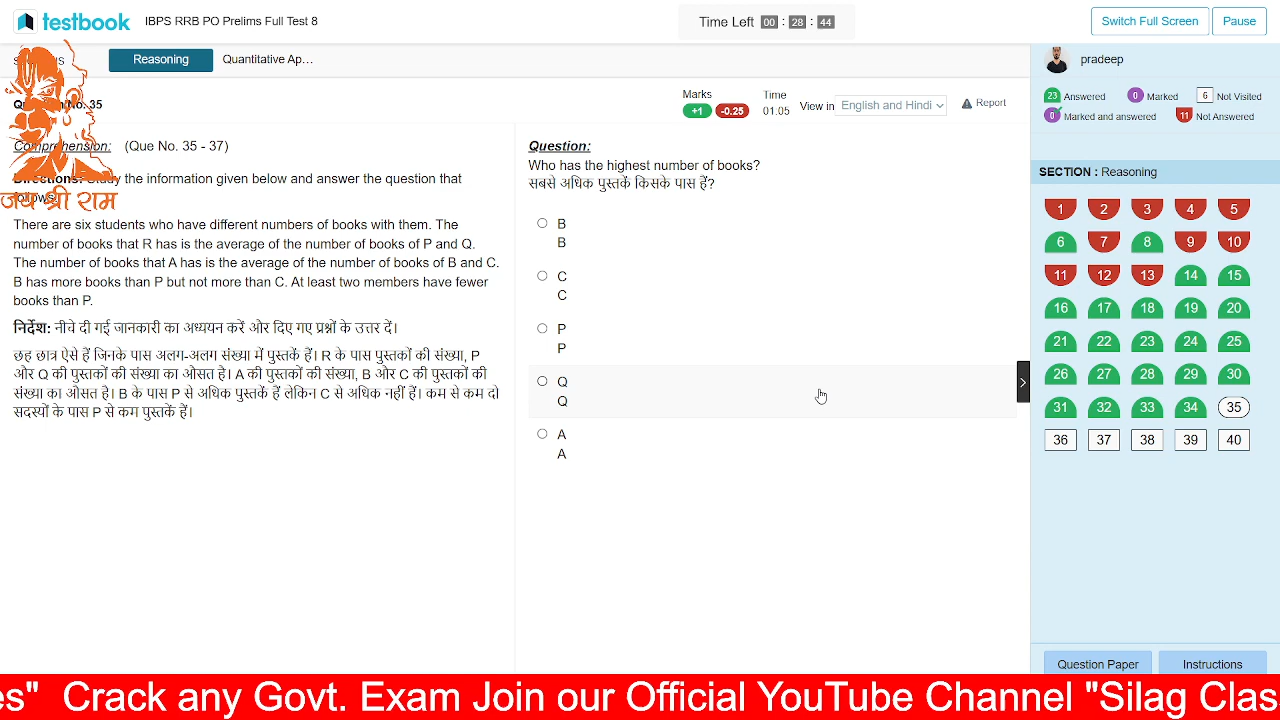 testbook
IBPS RRB PO Prelims Full Test 8
Time Left 00 : 28 : 44
Switch Full Screen
Pause
Reasoning
Quantitative Ap...
pradeep
No. 35
Marks
+1 -0.25
Time
01:05
View in English and Hindi
Report
23 Answered
0 Marked
6 Not Visited
0 Marked and answered
11 Not Answered
Comprehension: (Que No. 35 - 37)
Directions: Study the information given below and answer the question that
follows.
जय श्री राम
There are six students who have different numbers of books with them. The
number of books that R has is the average of the number of books of P and Q.
The number of books that A has is the average of the number of books of B and C.
B has more books than P but not more than C. At least two members have fewer
books than P.
निर्देश: नीचे दी गई जानकारी का अध्ययन करें ओर दिए गए प्रश्नों के उत्तर दें।
छह छात्र ऐसे हैं जिनके पास अलग-अलग संख्या में पुस्तकें हैं। R के पास पुस्तकों की संख्या, P
ओर Q की पुस्तकों की संख्या का औसत है। A की पुस्तकों की संख्या, B ओर C की पुस्तकों की
संख्या का औसत है। B के पास P से अधिक पुस्तकें हैं लेकिन C से अधिक नहीं हैं। कम से कम दो
सदस्यों के पास P से कम पुस्तकें हैं।
Question:
Who has the highest number of books?
सबसे अधिक पुस्तकें किसके पास हैं?
B
B
C
C
P
P
Q
Q
A
A
SECTION : Reasoning
1 2 3 4 5
6 7 8 9 10
11 12 13 14 15
16 17 18 19 20
21 22 23 24 25
26 27 28 29 30
31 32 33 34 35
36 37 38 39 40
Question Paper
Instructions
es" Crack any Govt. Exam Join our Official YouTube Channel "Silag Clas